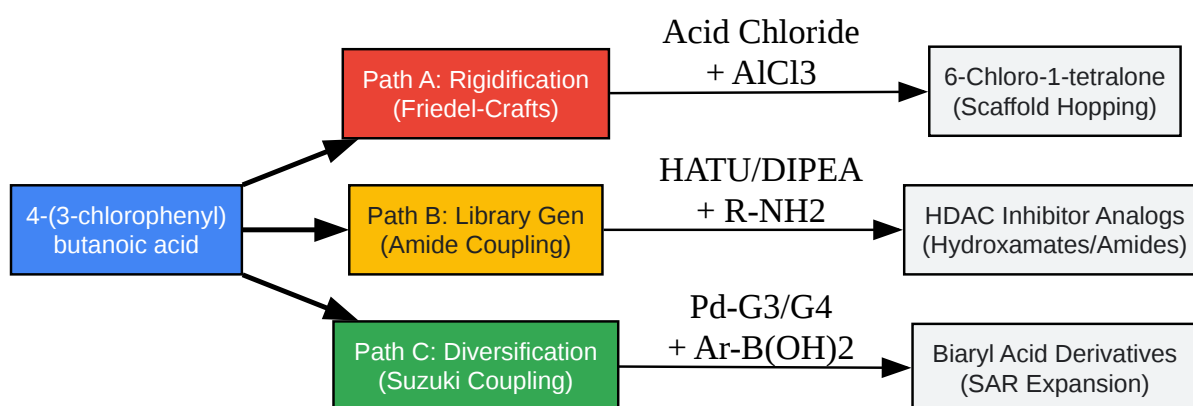 4-(3-chlorophenyl)
butanoic acid
Path A: Rigidification
(Friedel-Crafts)
Acid Chloride
+ AlCl3
6-Chloro-1-tetralone
(Scaffold Hopping)
Path B: Library Gen
(Amide Coupling)
HATU/DIPEA
+ R-NH2
HDAC Inhibitor Analogs
(Hydroxamates/Amides)
Path C: Diversification
(Suzuki Coupling)
Pd-G3/G4
+ Ar-B(OH)2
Biaryl Acid Derivatives
(SAR Expansion)